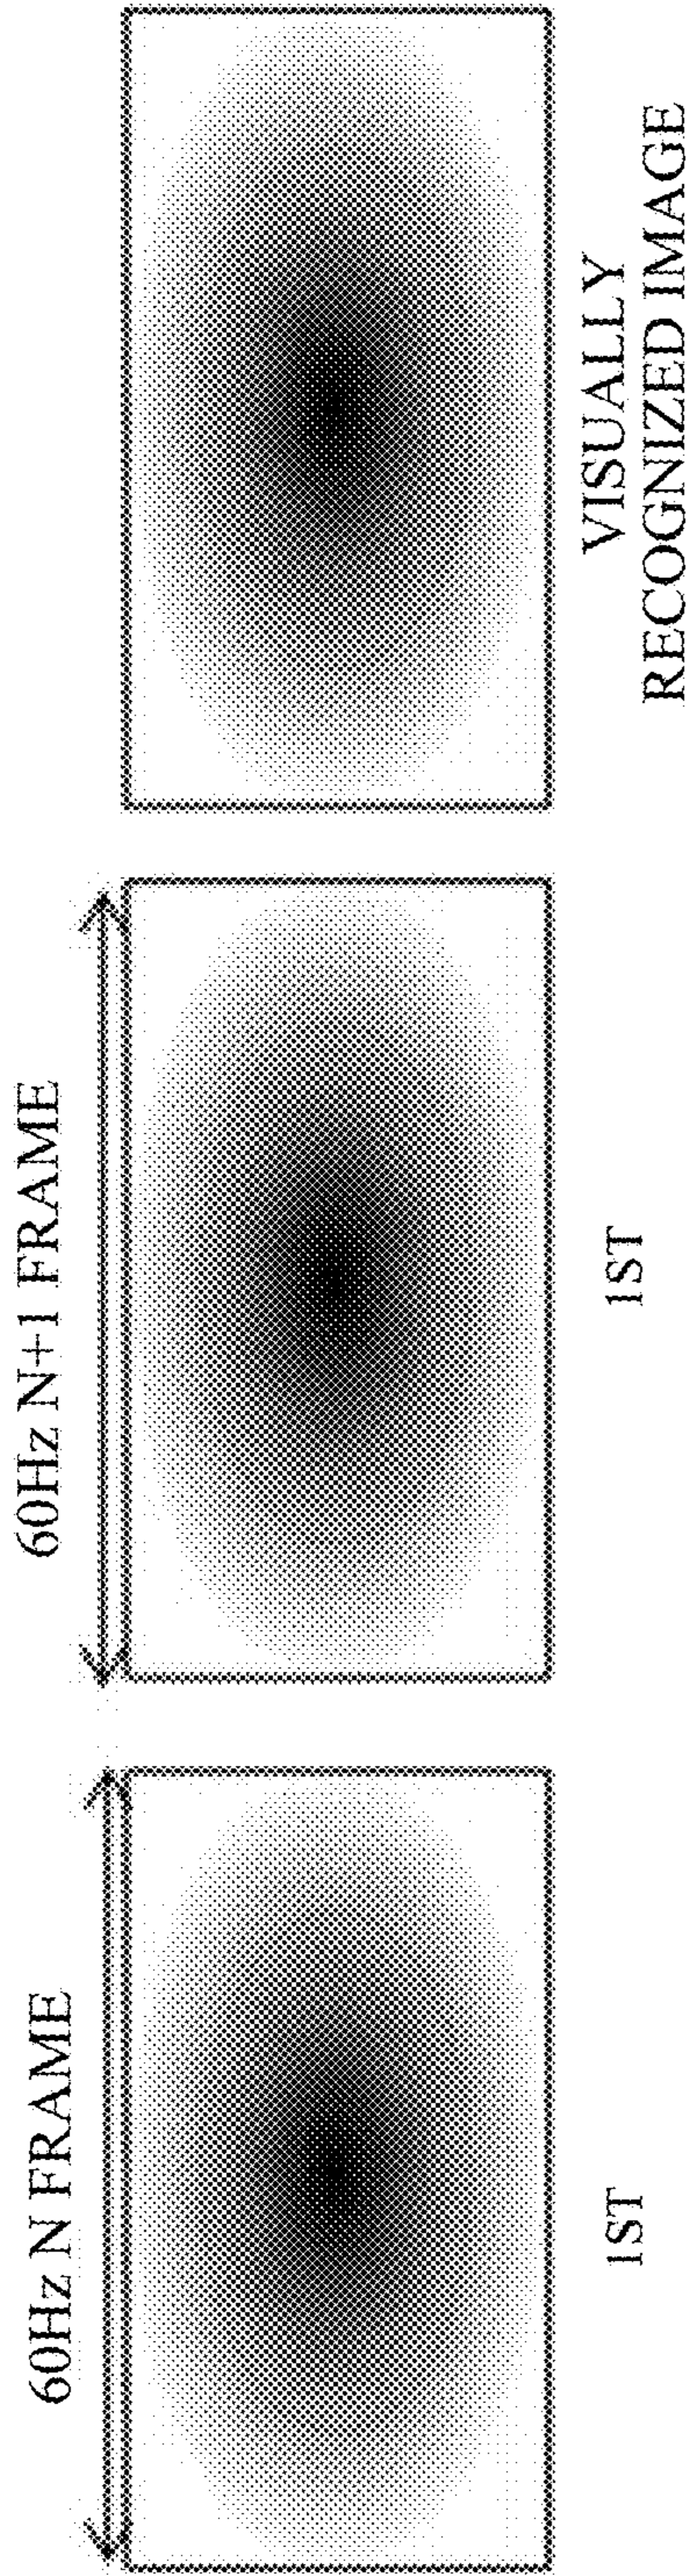 60Hz N FRAME
60Hz N+1 FRAME
1ST
1ST
VISUALLY
RECOGNIZED IMAGE